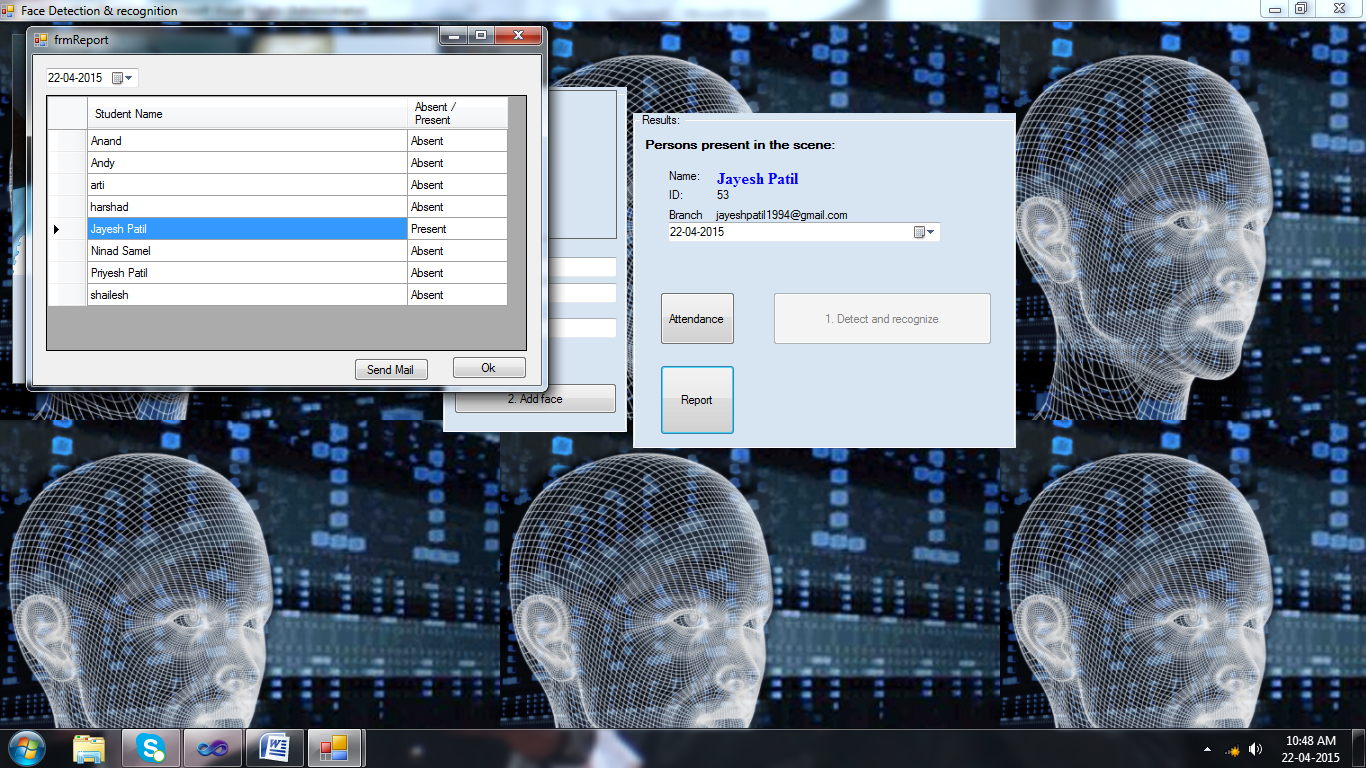 Face Detection & recognition
frmReport
22-04-2015
Student Name
Absent /
Present
Anand Absent
Andy Absent
arti Absent
harshad Absent
Jayesh Patil Present
Ninad Samel Absent
Priyesh Patil Absent
shailesh Absent
Send Mail
Ok
2. Add face
Results:
Persons present in the scene:
Name: Jayesh Patil
ID: 53
Branch jayeshpatil1994@gmail.com
22-04-2015
Attendance
1. Detect and recognize
Report
10:48 AM
22-04-2015